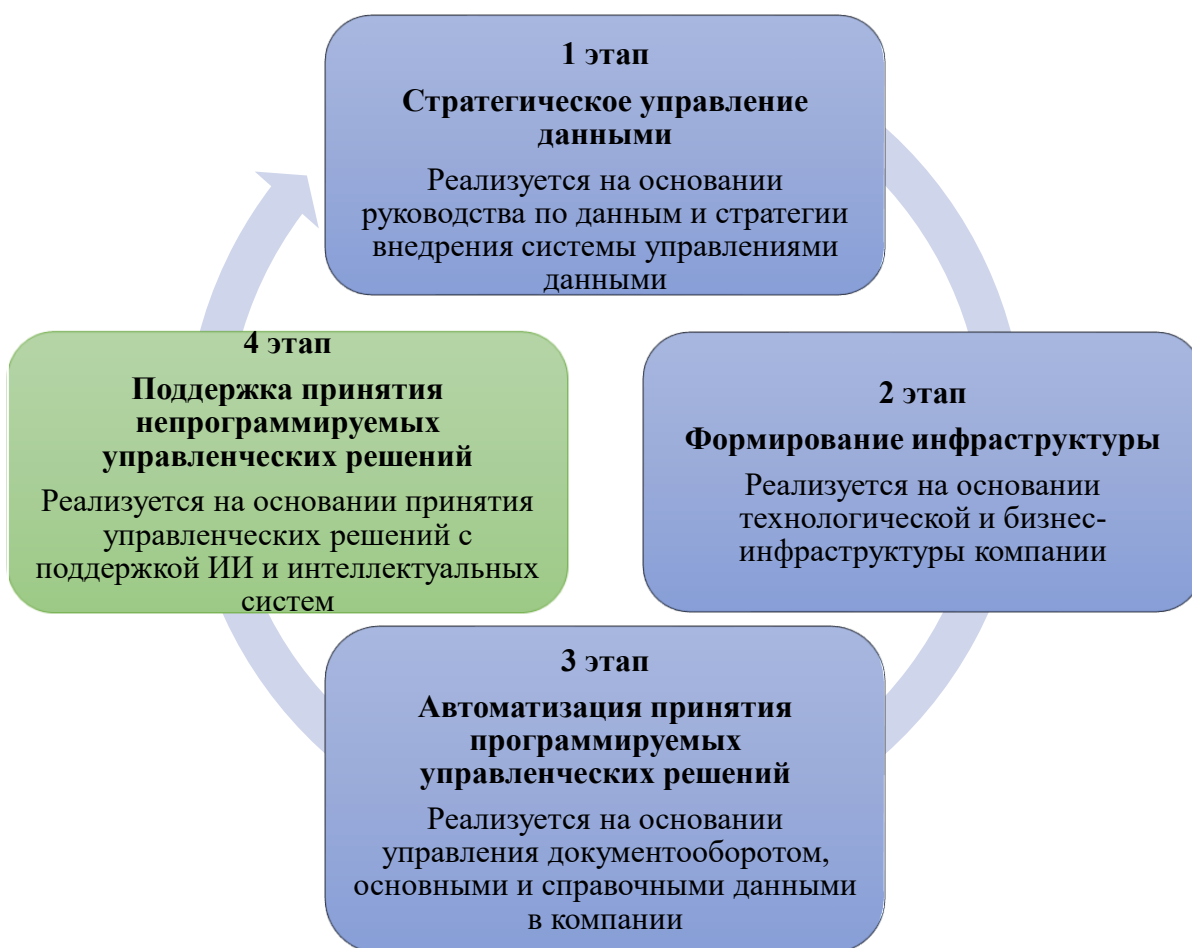 1 этап
Стратегическое управление
данными
Реализуется на основании
руководства по данным и стратегии
внедрения системы управлениями
данными
2 этап
Формирование инфраструктуры
Реализуется на основании
технологической и бизнес-
инфраструктуры компании
3 этап
Автоматизация принятия
программируемых
управленческих решений
Реализуется на основании
управления документооборотом,
основными и справочными данными
в компании
4 этап
Поддержка принятия
непрограммируемых
управленческих решений
Реализуется на основании принятия
управленческих решений с
поддержкой ИИ и интеллектуальных
систем